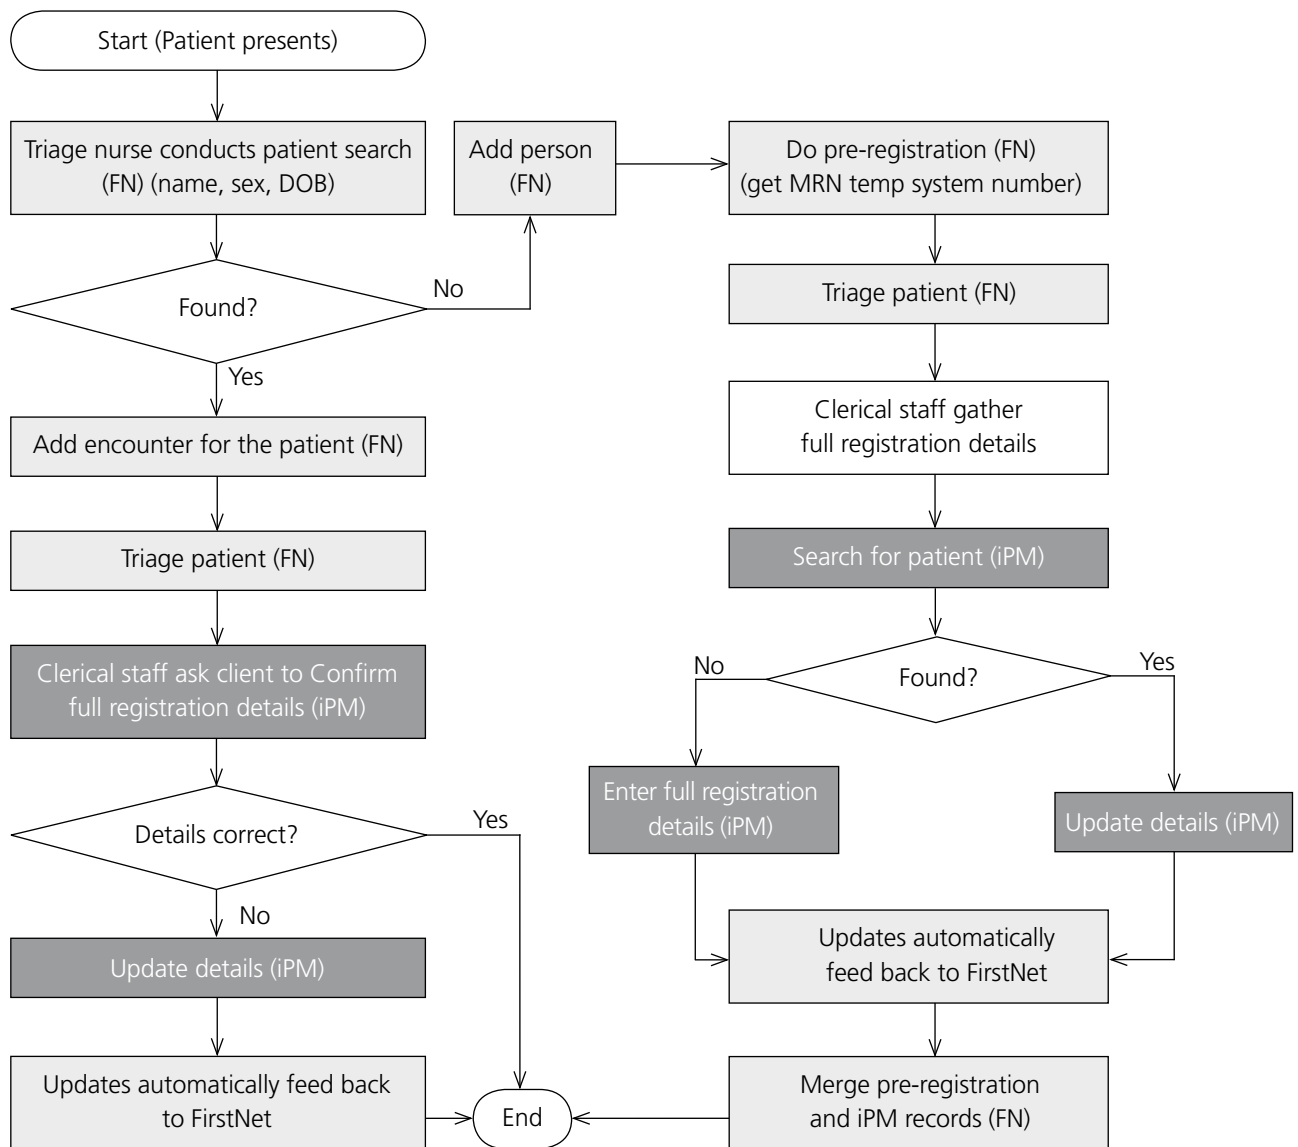 Start (Patient presents)
Triage nurse conducts patient search
(FN) (name, sex, DOB)
Found?
No
Yes
Add encounter for the patient (FN)
Triage patient (FN)
Clerical staff ask client to Confirm
full registration details (iPM)
Details correct?
Yes
No
Update details (iPM)
Updates automatically feed back
to FirstNet
End
Add person
(FN)
Do pre-registration (FN)
(get MRN temp system number)
Triage patient (FN)
Clerical staff gather
full registration details
Search for patient (iPM)
Found?
No
Yes
Enter full registration
details (iPM)
Update details (iPM)
Updates automatically
feed back to FirstNet
Merge pre-registration
and iPM records (FN)